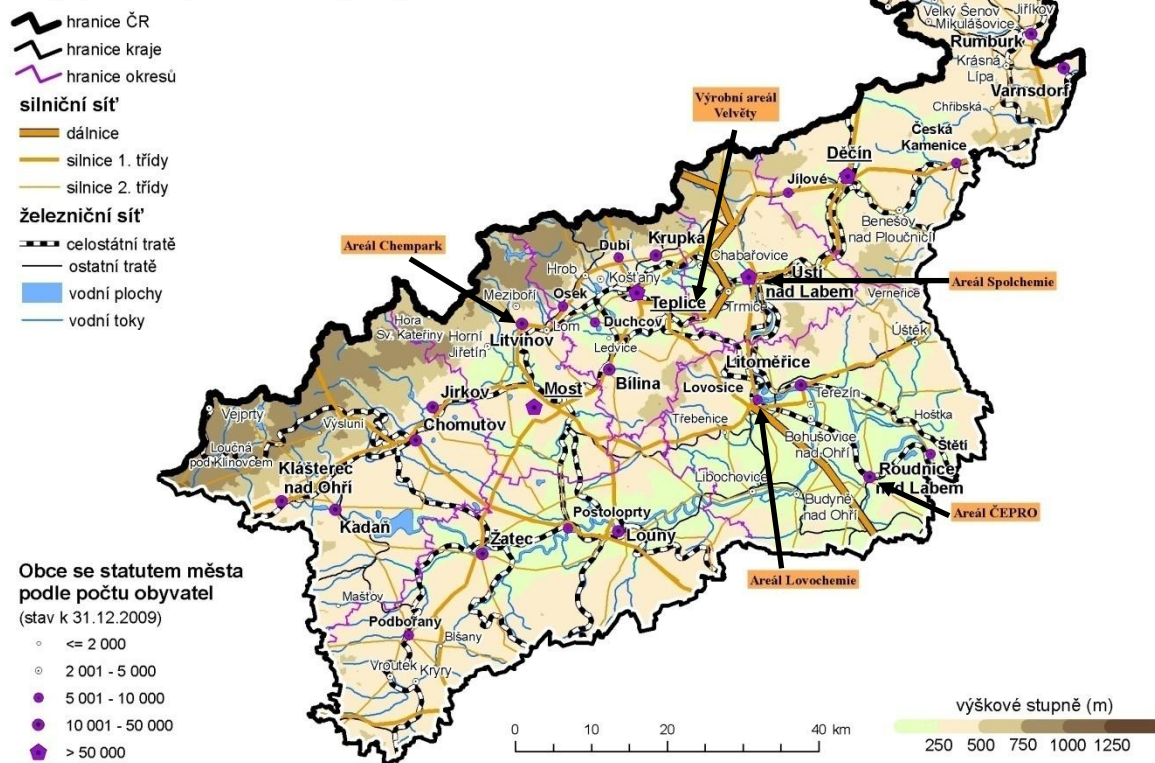 hranice ČR
hranice kraje
hranice okresů
silniční síť
dálnice
silnice 1. třídy
silnice 2. třídy
železniční síť
celostátní tratě
ostatní tratě
vodní plochy
vodní toky
Velký Šenov
Jiříkov
Mikulášovice
Rumburk
Krásná
Lípa
Varnsdorf
Chřibská
Výrobní areál
Velvěty
Česká
Kamenice
Děčín
Jílové
Benešov
nad Ploučnicí
Areál Chempark
Dubí
Krupka
Chabařovice
Hrob
Košťany
Ústí
nad Labem
Areál Spolchemie
Meziboří
Osek
Teplice
Trmice
Verneřice
Hora
Sv. Kateřiny
Horní
Jiřetín
Litvínov
Lom
Duchcov
Ledvice
Úštěk
Litoměřice
Most
Bílina
Lovosice
Terezín
Jirkov
Vejprty
Výsluní
Chomutov
Třebenice
Hoštka
Bohušovice
nad Ohří
Štětí
Loučná
pod Klínovcem
Klášterec
nad Ohří
Libochovice
Roudnice
nad Labem
Budyně
nad Ohří
Kadaň
Postoloprty
Louny
Areál ČEPRO
Žatec
Areál Lovochemie
Obce se statutem města
podle počtu obyvatel
(stav k 31.12.2009)
<= 2 000
2 001 - 5 000
5 001 - 10 000
10 001 - 50 000
> 50 000
Mašťov
Podbořany
Blšany
Vroutek
Kryry
0 10 20 40 km
výškové stupně (m)
250 500 750 1000 1250